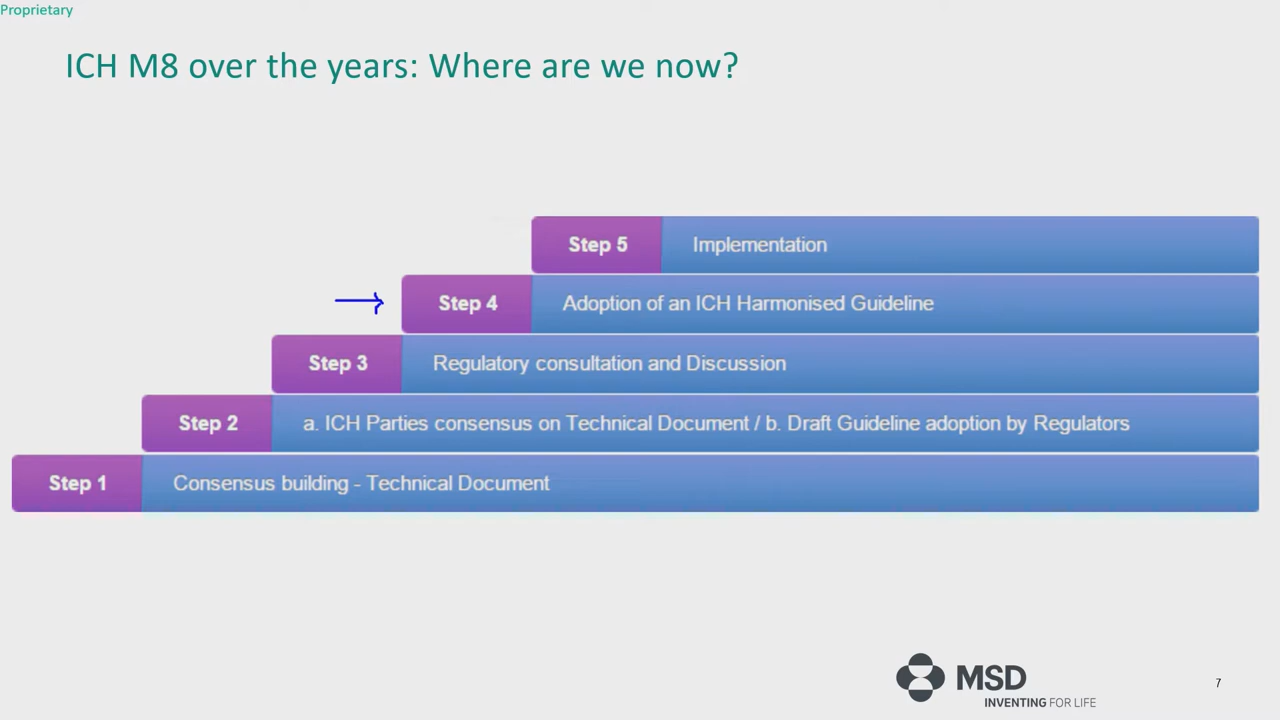 Proprietary
ICH M8 over the years: Where are we now?
Step 5 Implementation
Step 4 Adoption of an ICH Harmonised Guideline
Step 3 Regulatory consultation and Discussion
Step 2 a. ICH Parties consensus on Technical Document / b. Draft Guideline adoption by Regulators
Step 1 Consensus building - Technical Document
MSD
INVENTING FOR LIFE
7